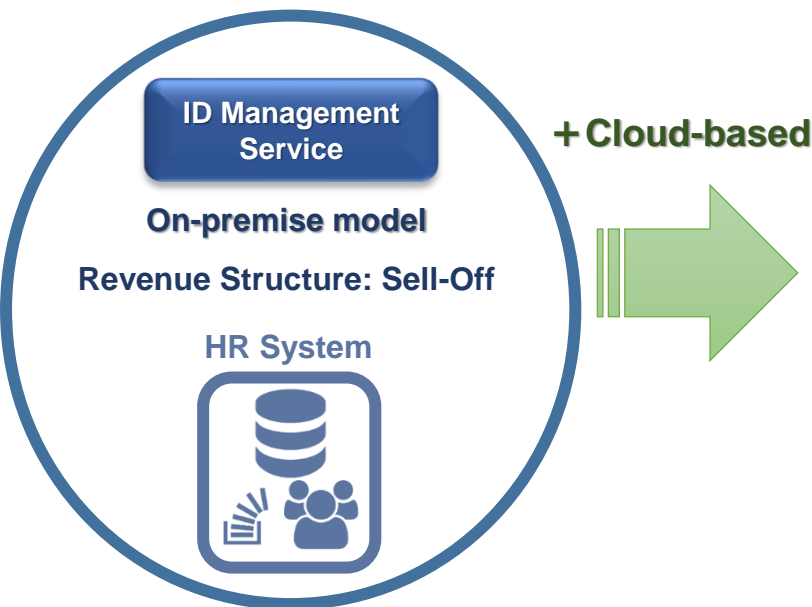 ID Management
Service
+Cloud-based
On-premise model
Revenue Structure: Sell-Off
HR System